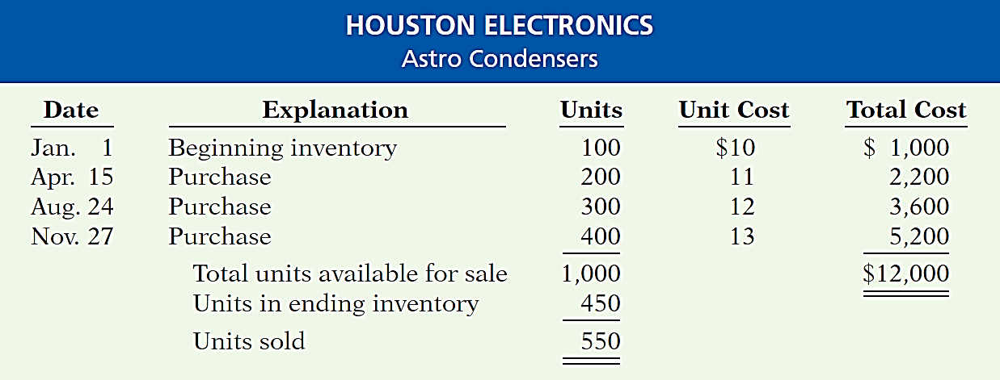 HOUSTON ELECTRONICS
Astro Condensers
Date Explanation Units Unit Cost Total Cost
Jan. 1 Beginning inventory 100 $10 $ 1,000
Apr. 15 Purchase 200 11 2,200
Aug. 24 Purchase 300 12 3,600
Nov. 27 Purchase 400 13 5,200
Total units available for sale 1,000 $12,000
Units in ending inventory 450
Units sold 550